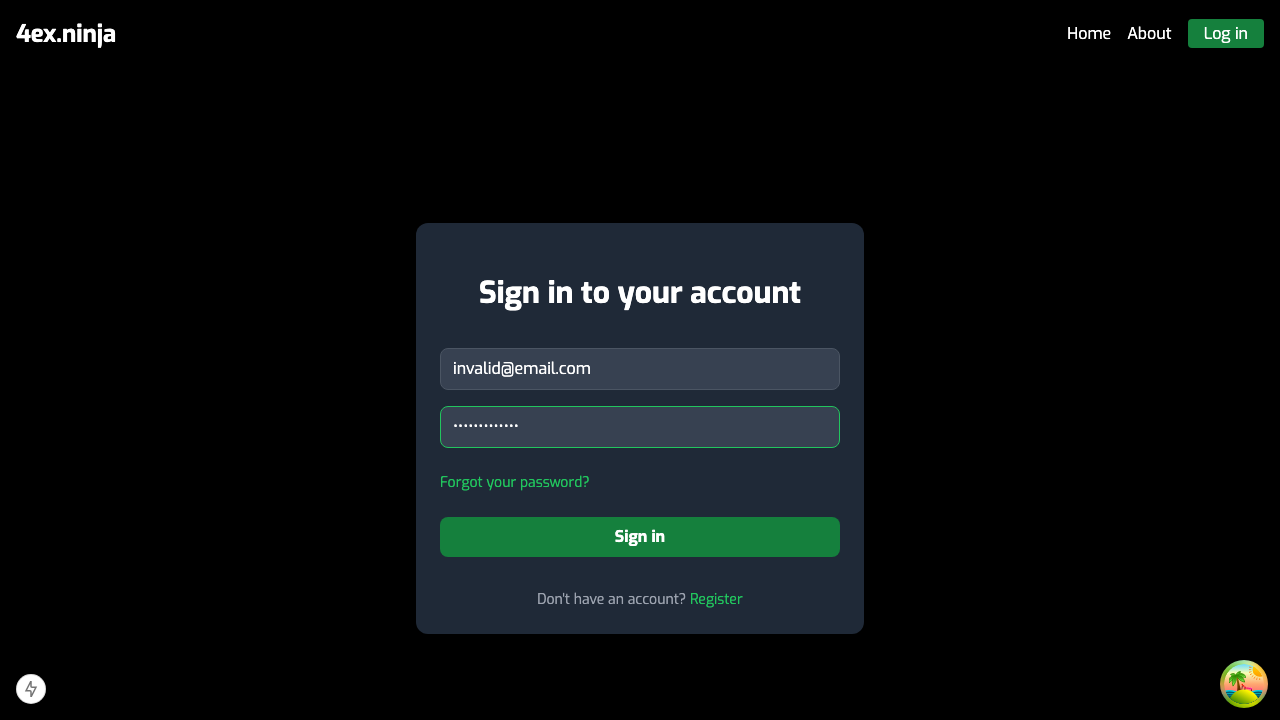 4ex.ninja
Home
About
Log in
Sign in to your account
invalid@email.com
•••••••••••••
Forgot your password?
Sign in
Don't have an account? Register